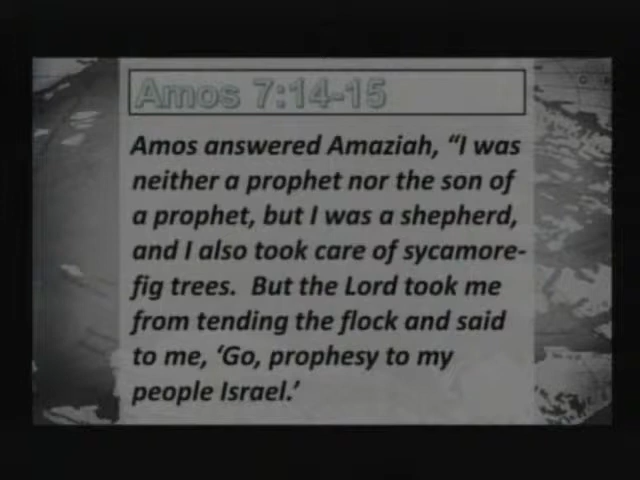 Amos 7:14-15
Amos answered Amaziah, “I was
neither a prophet nor the son of
a prophet, but I was a shepherd,
and I also took care of sycamore-
fig trees.  But the Lord took me
from tending the flock and said
to me, ‘Go, prophesy to my
people Israel.’